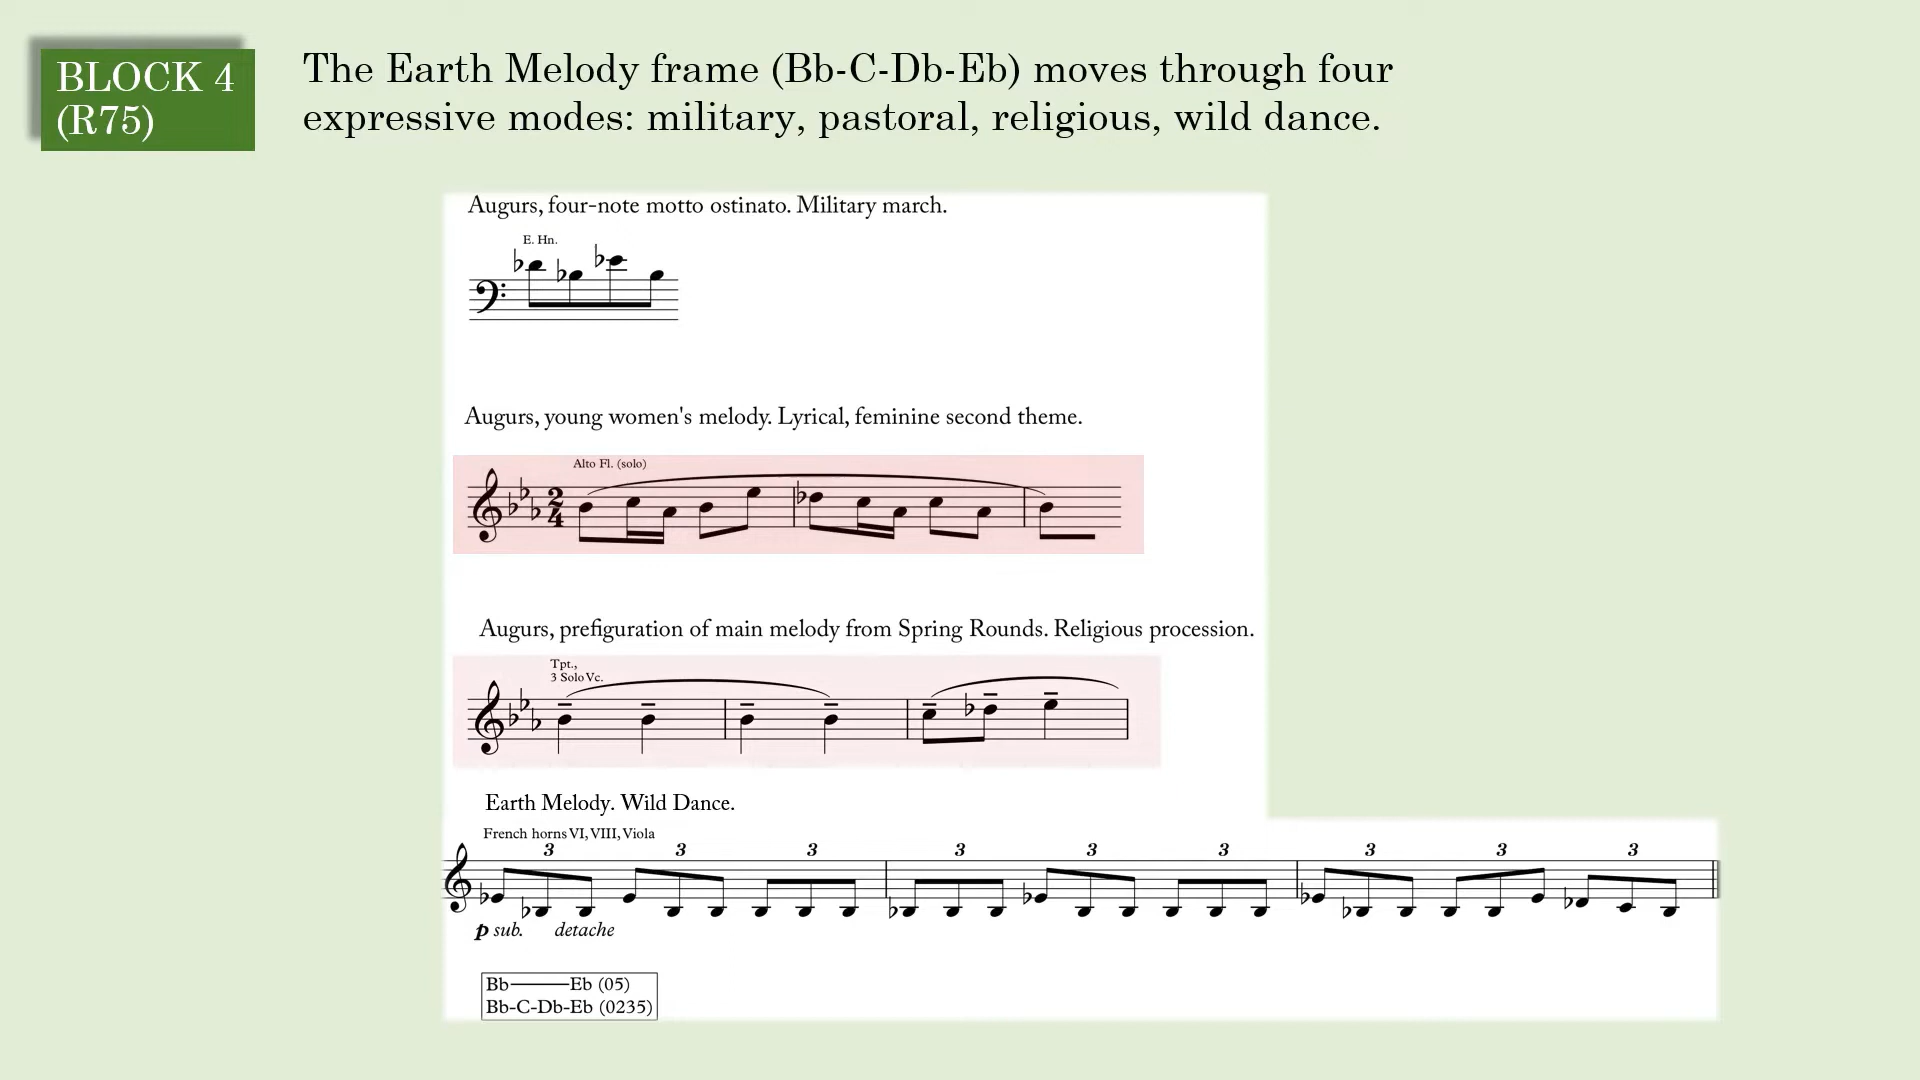 BLOCK 4
(R75)
The Earth Melody frame (Bb-C-Db-Eb) moves through four
expressive modes: military, pastoral, religious, wild dance.
Augurs, four-note motto ostinato. Military march.
E. Hn.
Augurs, young women's melody. Lyrical, feminine second theme.
Alto Fl. (solo)
2
4
Augurs, prefiguration of main melody from Spring Rounds. Religious procession.
Tpt.,
3 Solo Vc.
Earth Melody. Wild Dance.
French horns VI, VIII, Viola
3 3 3 3 3 3 3 3 3
p sub. detache
Bb———Eb (05)
Bb-C-Db-Eb (0235)